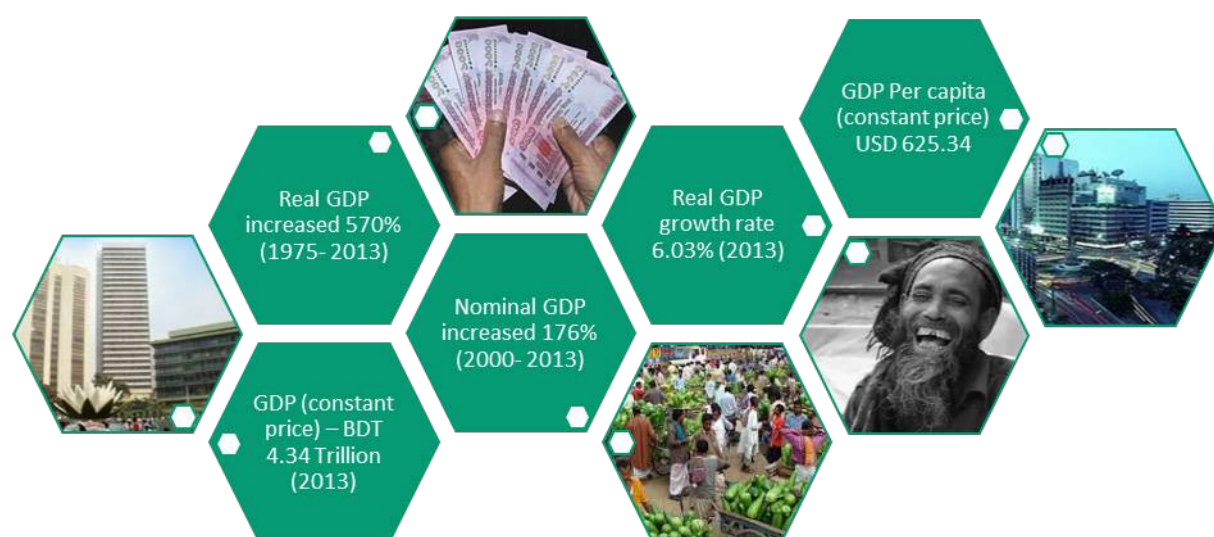 Real GDP
increased 570%
(1975- 2013)
GDP (constant
price) – BDT
4.34 Trillion
(2013)
Nominal GDP
increased 176%
(2000- 2013)
Real GDP
growth rate
6.03% (2013)
GDP Per capita
(constant price)
USD 625.34